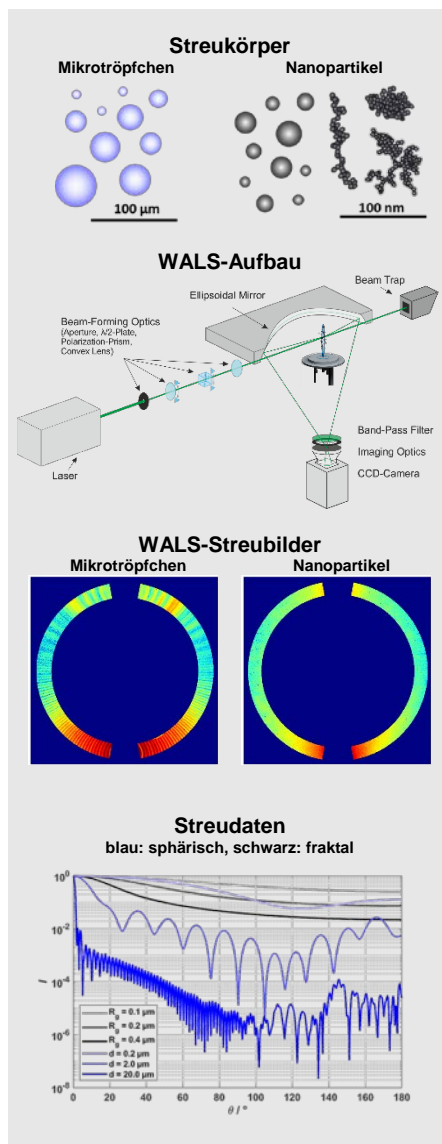 Streukörper
Mikrotröpfchen Nanopartikel
100 µm 100 nm
WALS-Aufbau
Beam Trap
Ellipsoidal Mirror
Beam-Forming Optics
(Aperture, λ/2-Plate,
Polarization-Prism,
Convex Lens)
Band-Pass Filter
Imaging Optics
CCD-Camera
Laser
WALS-Streubilder
Mikrotröpfchen Nanopartikel
Streudaten
blau: sphärisch, schwarz: fraktal
10⁰
10⁻²
10⁻⁴
10⁻⁶
10⁻⁸
I
R_g = 0.1 µm
R_g = 0.2 µm
R_g = 0.4 µm
d = 0.2 µm
d = 2.0 µm
d = 20.0 µm
0 20 40 60 80 100 120 140 160 180
θ / °